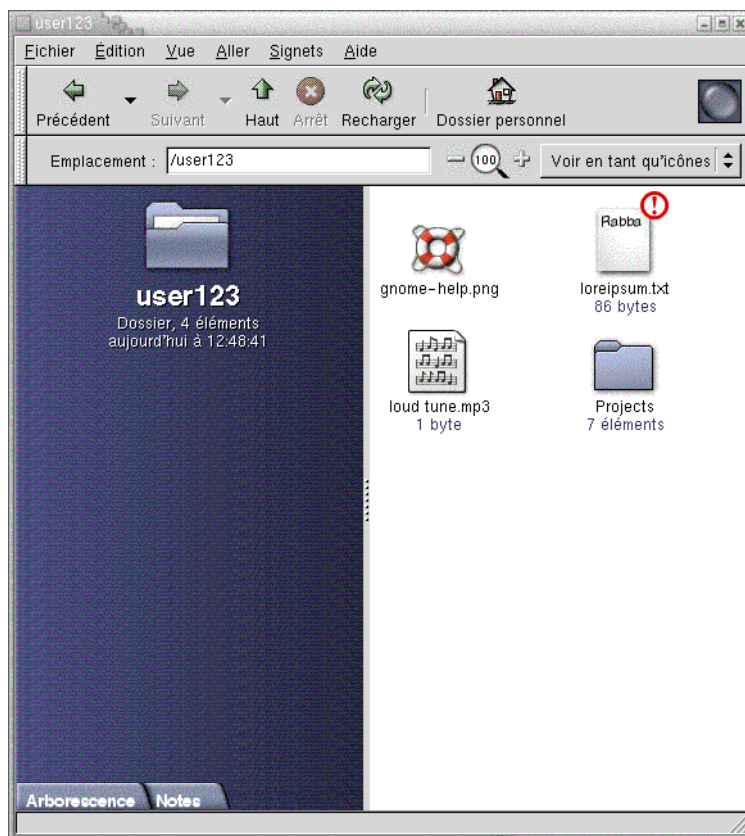 user123
Fichier Édition Vue Aller Signets Aide
Précédent Suivant Haut Arrêt Recharger Dossier personnel
Emplacement : /user123 100 Voir en tant qu'icônes
user123
Dossier, 4 éléments
aujourd'hui à 12:48:41
gnome-help.png
Rabba
loreipsum.txt
86 bytes
loud tune.mp3
1 byte
Projects
7 éléments
Arborescence Notes